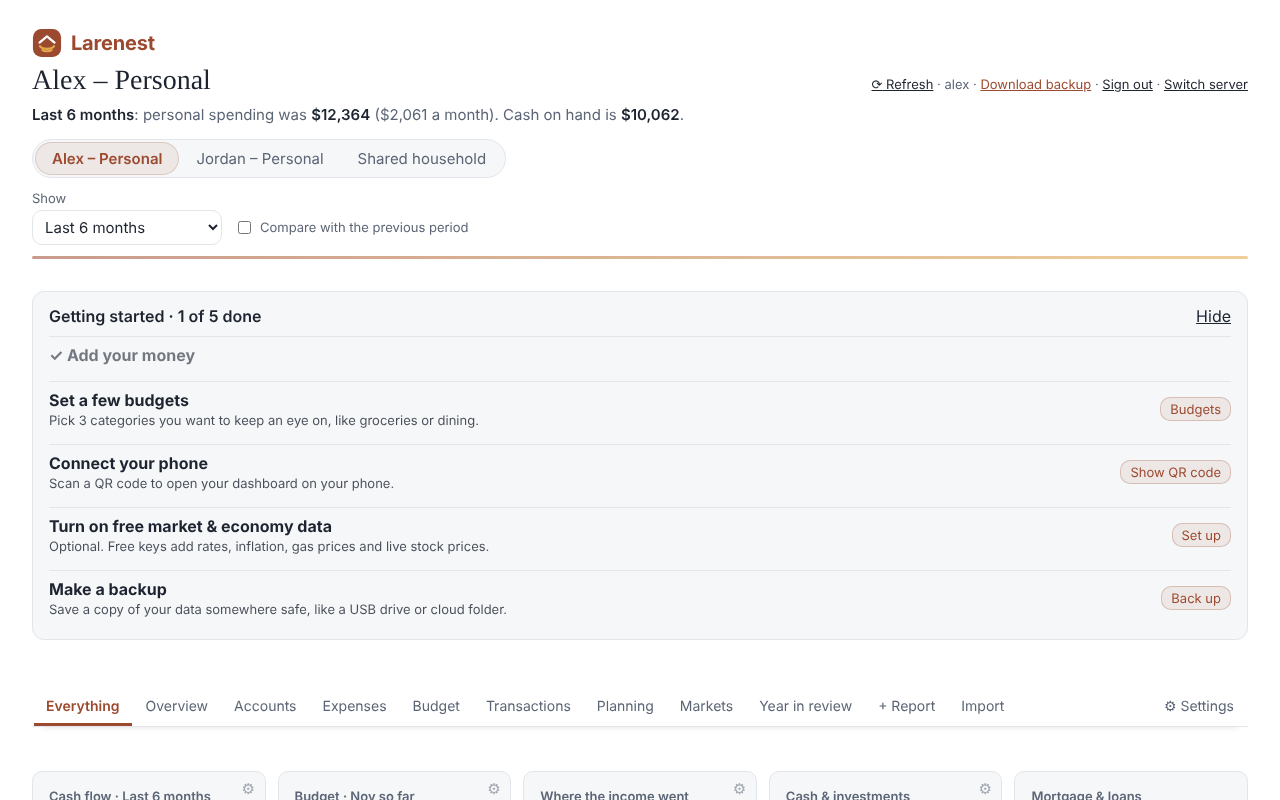 Larenest
Alex – Personal
⟳ Refresh · alex · Download backup · Sign out · Switch server
Last 6 months: personal spending was $12,364 ($2,061 a month). Cash on hand is $10,062.
Alex – Personal
Jordan – Personal
Shared household
Show
Last 6 months
Compare with the previous period
Getting started · 1 of 5 done
Hide
✓ Add your money
Set a few budgets
Pick 3 categories you want to keep an eye on, like groceries or dining.
Budgets
Connect your phone
Scan a QR code to open your dashboard on your phone.
Show QR code
Turn on free market & economy data
Optional. Free keys add rates, inflation, gas prices and live stock prices.
Set up
Make a backup
Save a copy of your data somewhere safe, like a USB drive or cloud folder.
Back up
Everything
Overview
Accounts
Expenses
Budget
Transactions
Planning
Markets
Year in review
+ Report
Import
⚙ Settings
Cash flow · Last 6 months
Budget · Nov so far
Where the income went
Cash & investments
Mortgage & loans